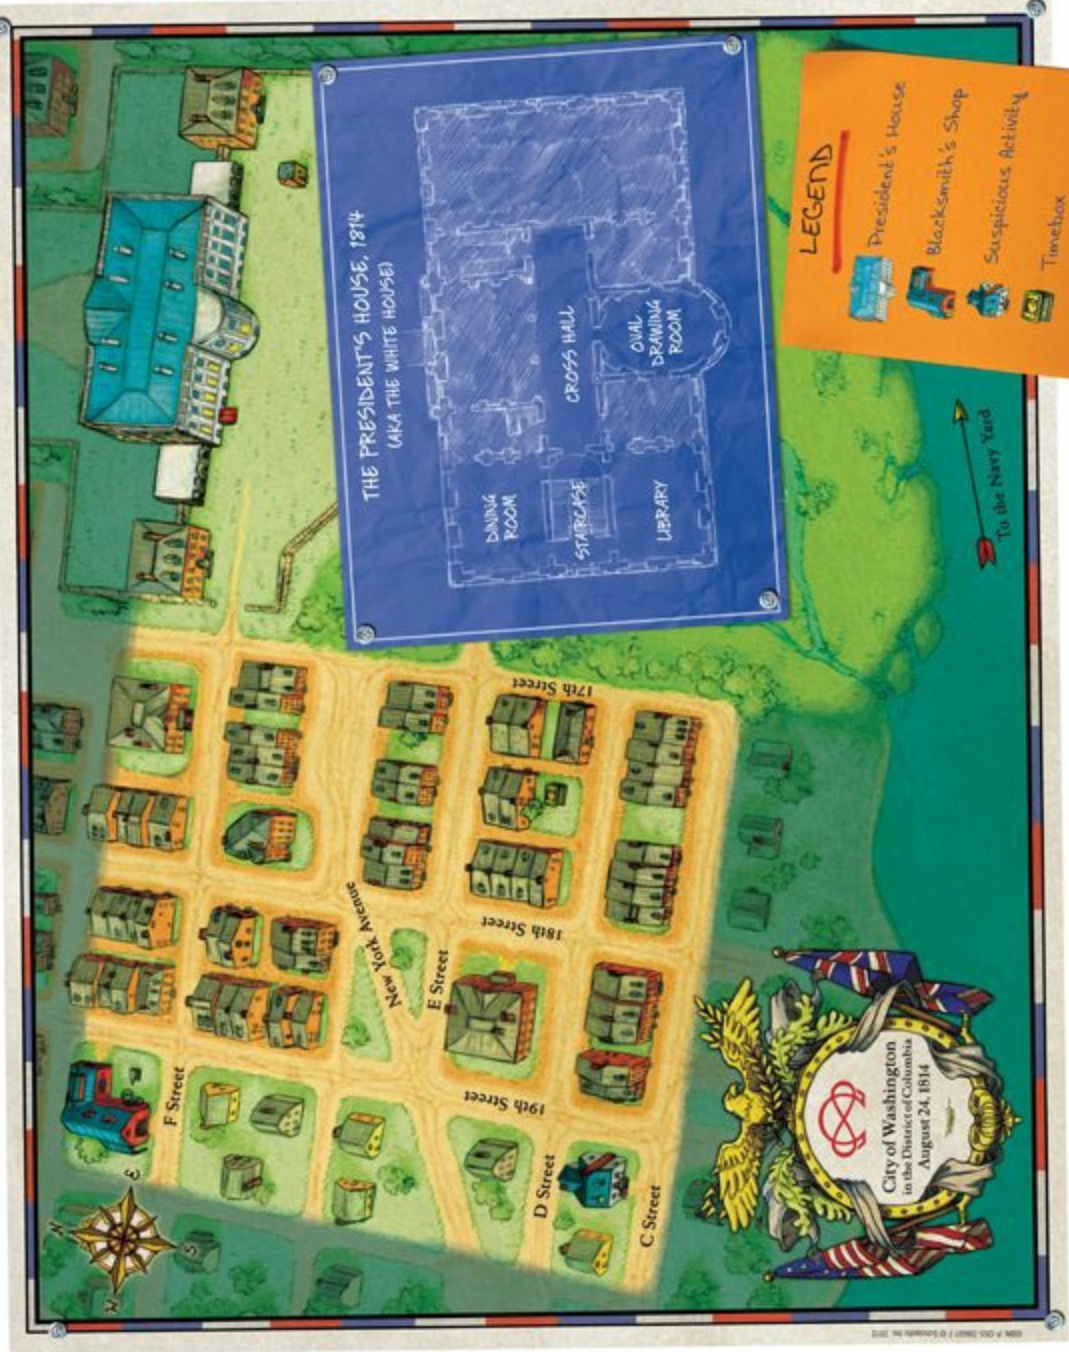 THE PRESIDENT'S HOUSE, 1814
(AKA THE WHITE HOUSE)
DINING
ROOM
STAIRCASE
LIBRARY
CROSS HALL
OVAL
DRAWING
ROOM
LEGEND
President's House
Blacksmith's Shop
Suspicious Activity
Timebox
N
E
S
W
F Street
New York Avenue
E Street
D Street
C Street
19th Street
18th Street
17th Street
To the Navy Yard
City of Washington
in the District of Columbia
August 24, 1814